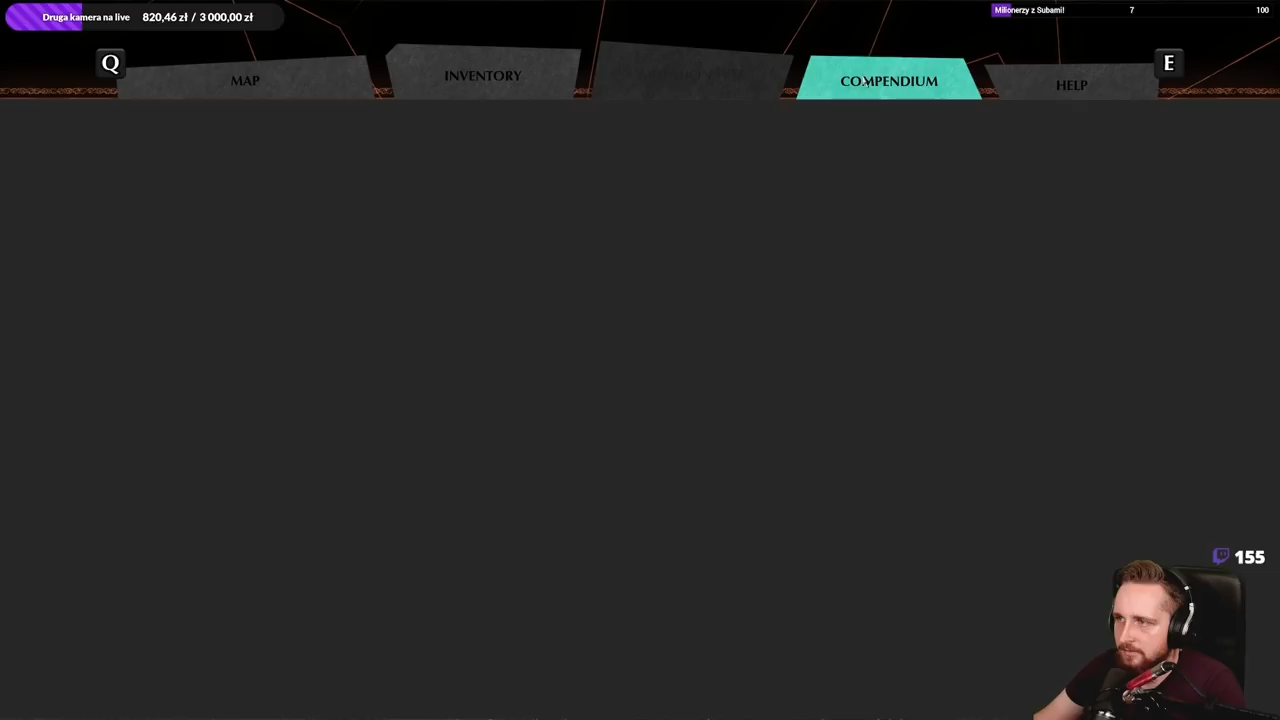 Druga kamera na live 820,46 zł / 3 000,00 zł
Milionerzy z Subami! 7 100
Q
MAP
INVENTORY
COMPENDIUM
HELP
E
155